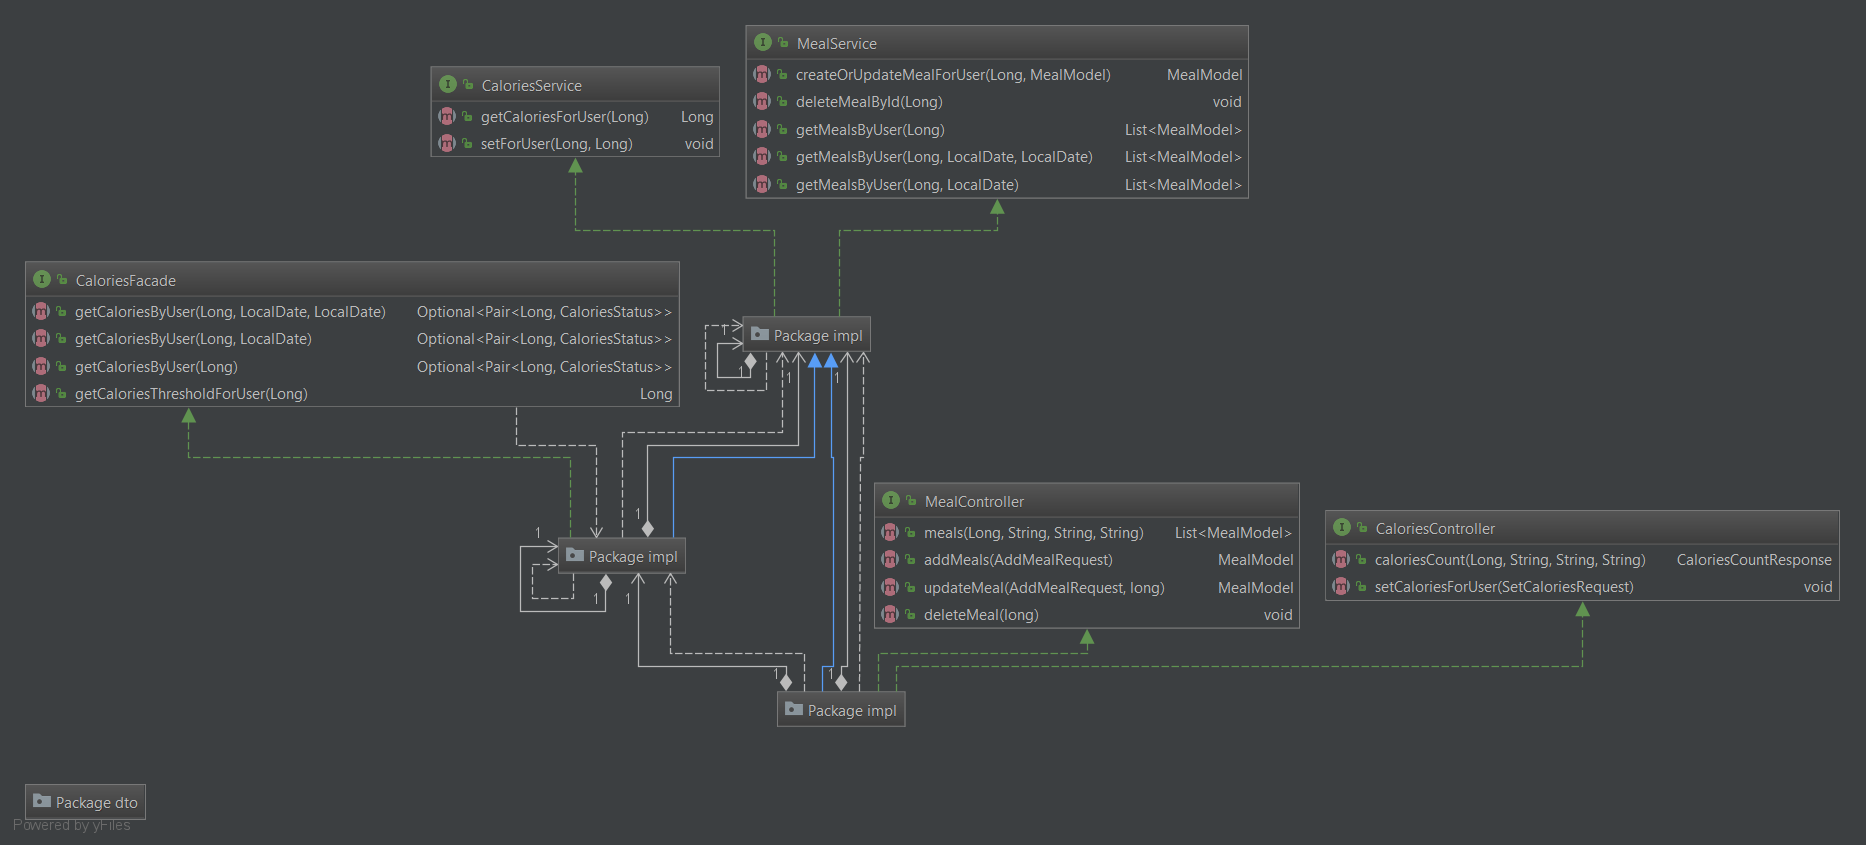 MealService
createOrUpdateMealForUser(Long, MealModel) MealModel
deleteMealById(Long) void
getMealsByUser(Long) List<MealModel>
getMealsByUser(Long, LocalDate, LocalDate) List<MealModel>
getMealsByUser(Long, LocalDate) List<MealModel>
CaloriesService
getCaloriesForUser(Long) Long
setForUser(Long, Long) void
CaloriesFacade
getCaloriesByUser(Long, LocalDate, LocalDate) Optional<Pair<Long, CaloriesStatus>>
getCaloriesByUser(Long, LocalDate) Optional<Pair<Long, CaloriesStatus>>
getCaloriesByUser(Long) Optional<Pair<Long, CaloriesStatus>>
getCaloriesThresholdForUser(Long) Long
1
Package impl
1
1
1
MealController
meals(Long, String, String, String) List<MealModel>
addMeals(AddMealRequest) MealModel
updateMeal(AddMealRequest, long) MealModel
deleteMeal(long) void
CaloriesController
caloriesCount(Long, String, String, String) CaloriesCountResponse
setCaloriesForUser(SetCaloriesRequest) void
1
1
Package impl
1
1
1
1
Package impl
Package dto
Powered by yFiles